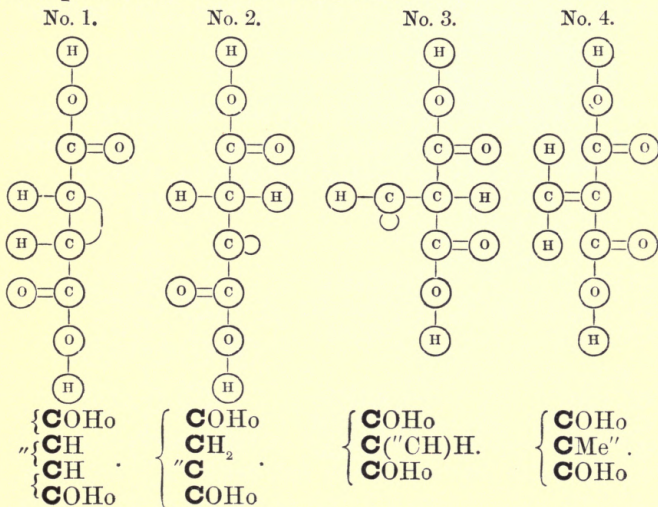 No. 1. No. 2. No. 3. No. 4.
H H H H
O O O O
C O C O C O C O
H C H C H H C C H H C C H
H C C C O C O
O C O C O O
O O H H
H H
COHo COHo COHo COHo
"CH CH₂ C("CH)H. CMe".
CH . "C . COHo COHo
COHo COHo